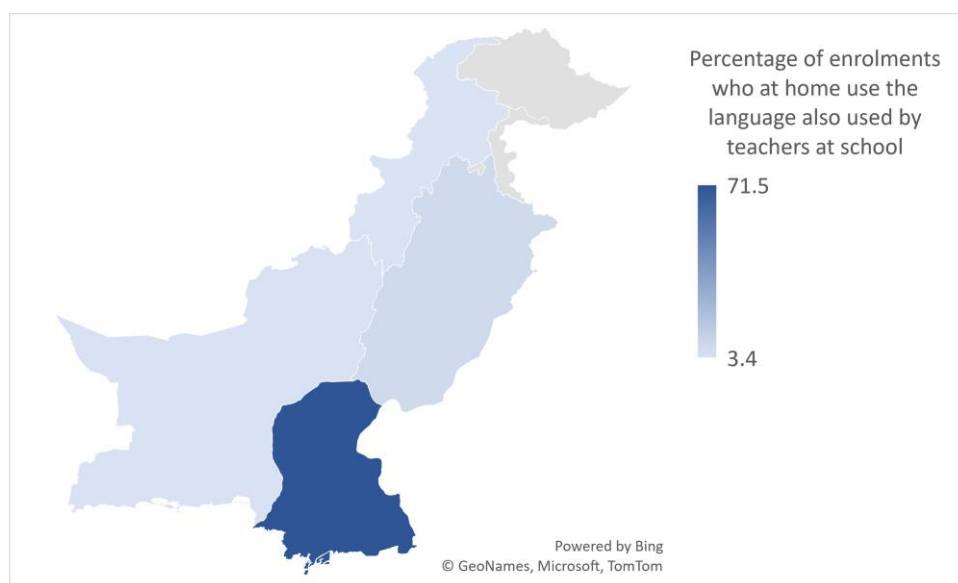 Percentage of enrolments
who at home use the
language also used by
teachers at school
71.5
3.4
Powered by Bing
© GeoNames, Microsoft, TomTom